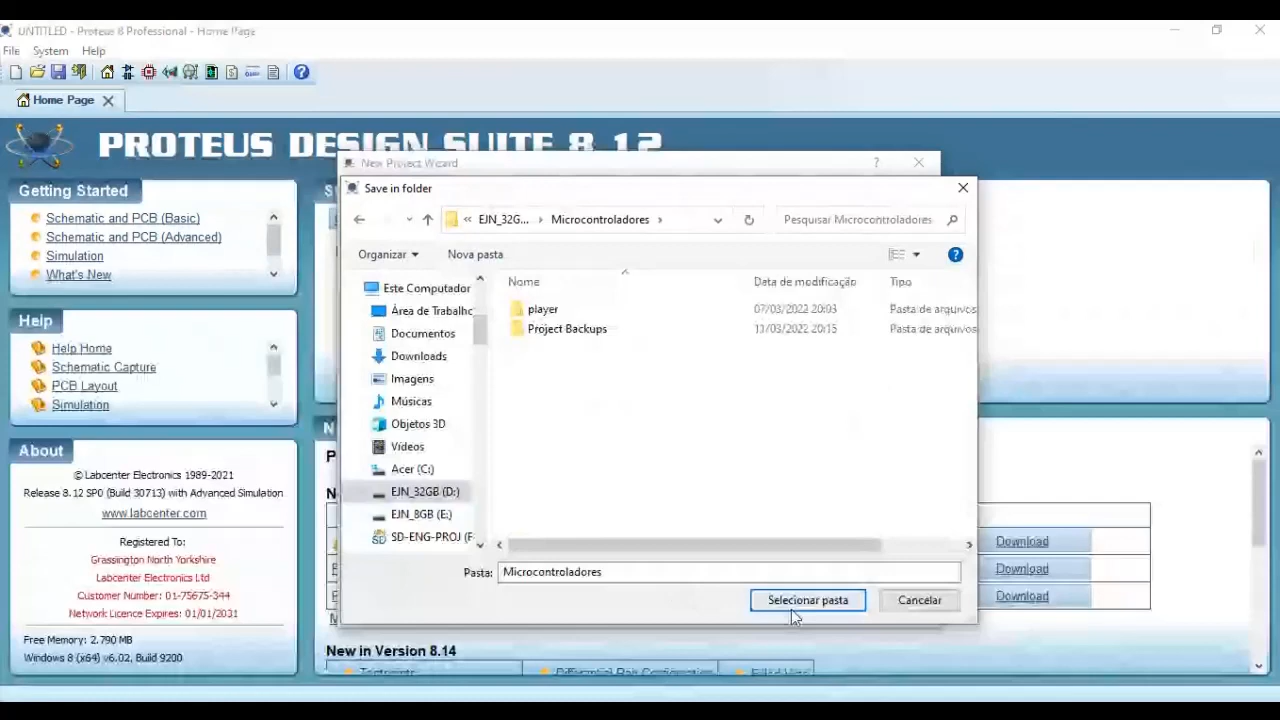 UNTITLED - Proteus 8 Professional - Home Page
File System Help
Home Page
PROTEUS DESIGN SUITE 8.12
Getting Started
Schematic and PCB (Basic)
Schematic and PCB (Advanced)
Simulation
What's New
Help
Help Home
Schematic Capture
PCB Layout
Simulation
About
© Labcenter Electronics 1989-2021
Release 8.12 SP0 (Build 30713) with Advanced Simulation
www.labcenter.com
Registered To:
Grassington North Yorkshire
Labcenter Electronics Ltd
Customer Number: 01-75675-344
Network Licence Expires: 01/01/2031
Free Memory: 2.790 MB
Windows 8 (x64) v6.02, Build 9200
New Project Wizard
Save in folder
« EJN_32G... › Microcontroladores ›
Pesquisar Microcontroladores
Organizar
Nova pasta
Este Computador
Área de Trabalho
Documentos
Downloads
Imagens
Músicas
Objetos 3D
Vídeos
Acer (C:)
EJN_32GB (D:)
EJN_8GB (E:)
SD-ENG-PROJ (F
Nome Data de modificação Tipo
player 07/03/2022 20:03 Pasta de arquivos
Project Backups 13/03/2022 20:15 Pasta de arquivos
Pasta: Microcontroladores
Selecionar pasta
Cancelar
Download
Download
Download
New in Version 8.14